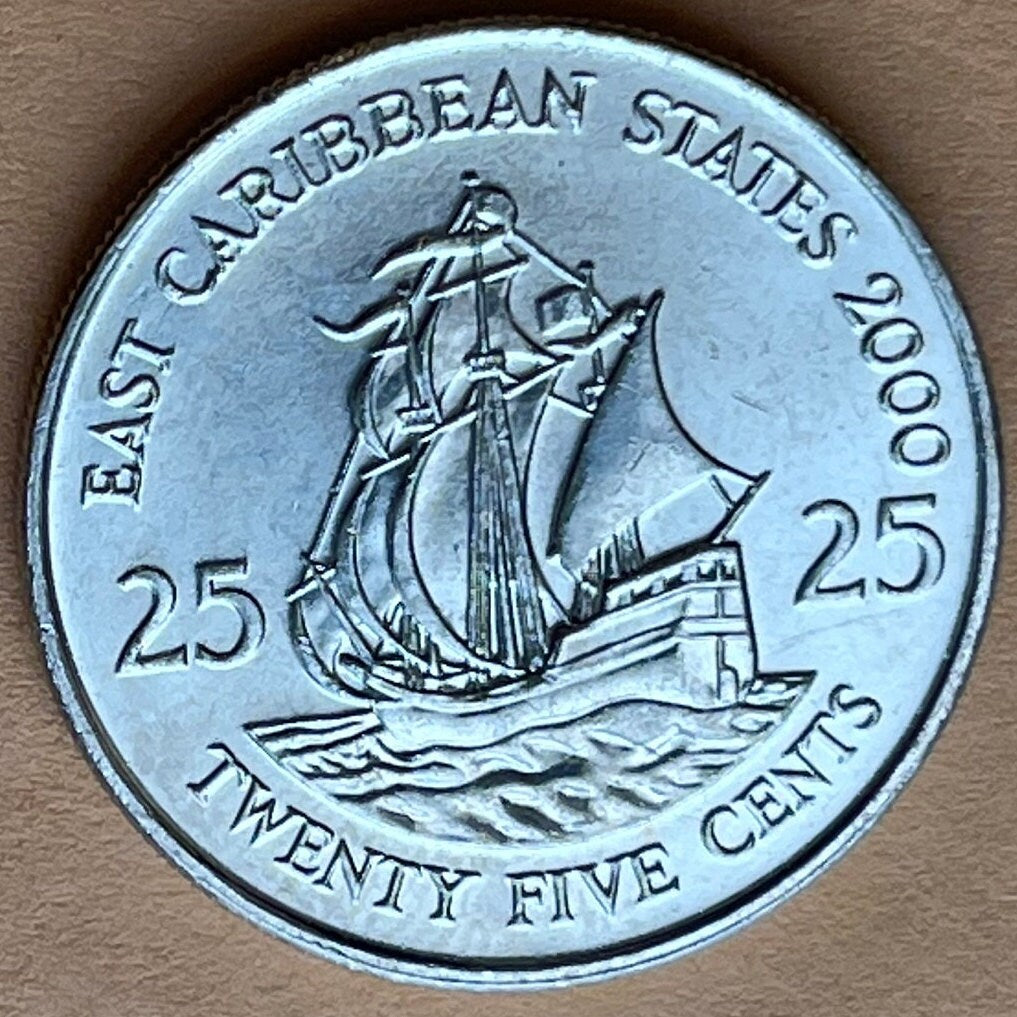 EAST CARIBBEAN STATES 2000
25
25
TWENTY FIVE CENTS